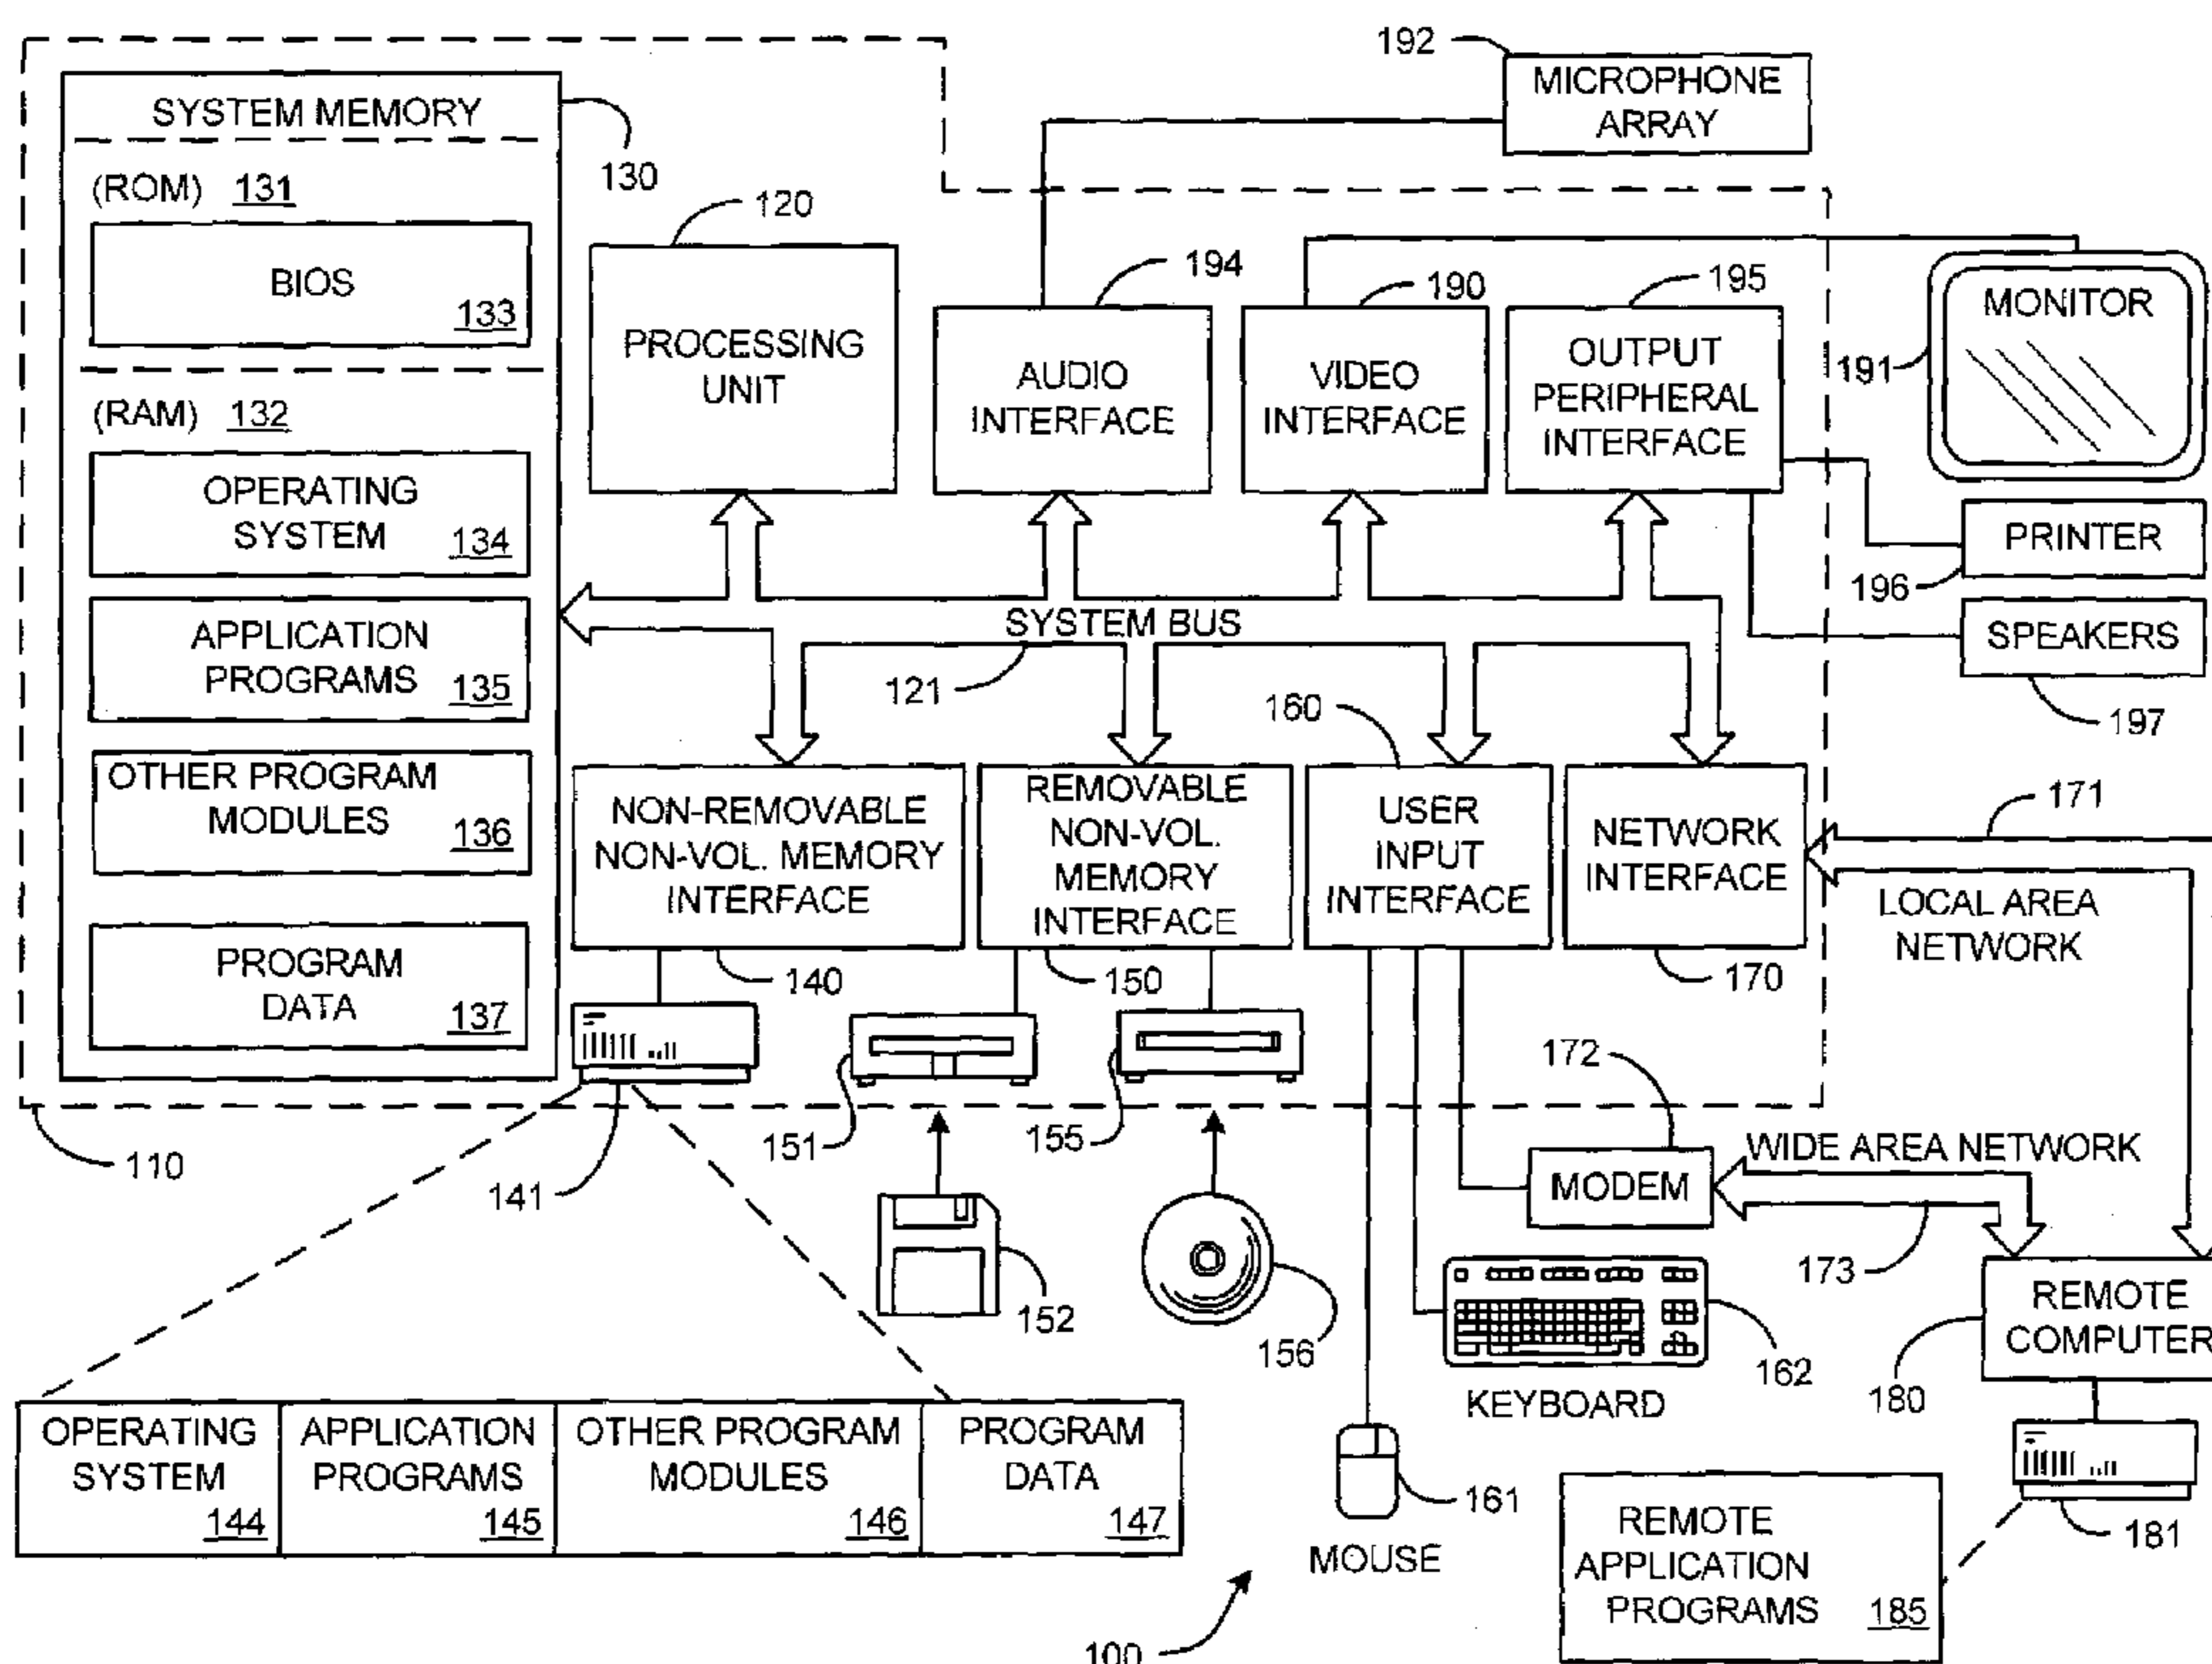 192
MICROPHONE
ARRAY
SYSTEM MEMORY
130
(ROM) 131
BIOS
133
(RAM) 132
OPERATING
SYSTEM
134
APPLICATION
PROGRAMS
135
OTHER PROGRAM
MODULES
136
PROGRAM
DATA
137
120
PROCESSING
UNIT
194
AUDIO
INTERFACE
190
VIDEO
INTERFACE
195
OUTPUT
PERIPHERAL
INTERFACE
MONITOR
191
PRINTER
196
SPEAKERS
197
SYSTEM BUS
121
NON-REMOVABLE
NON-VOL. MEMORY
INTERFACE
140
REMOVABLE
NON-VOL.
MEMORY
INTERFACE
150
160
USER
INPUT
INTERFACE
NETWORK
INTERFACE
170
171
LOCAL AREA
NETWORK
110
141
151
155
152
156
172
MODEM
WIDE AREA NETWORK
173
162
KEYBOARD
REMOTE
COMPUTER
180
181
161
MOUSE
OPERATING
SYSTEM
144
APPLICATION
PROGRAMS
145
OTHER PROGRAM
MODULES
146
PROGRAM
DATA
147
REMOTE
APPLICATION
PROGRAMS
185
100